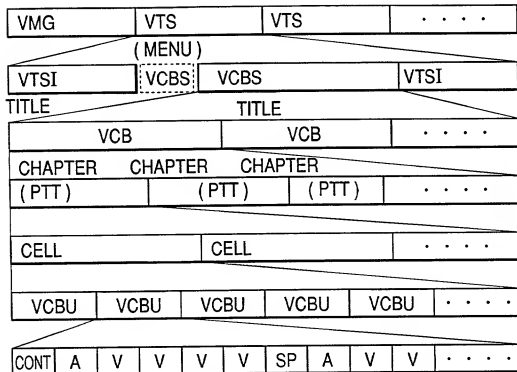 VMG VTS VTS · · · ·
(MENU)
VTSI VCBS VCBS VTSI
TITLE TITLE
VCB VCB · · · ·
CHAPTER CHAPTER CHAPTER
(PTT) (PTT) (PTT) · · · ·
CELL CELL · · · ·
VCBU VCBU VCBU VCBU VCBU · · · ·
CONT A V V V V SP A V V · · · ·